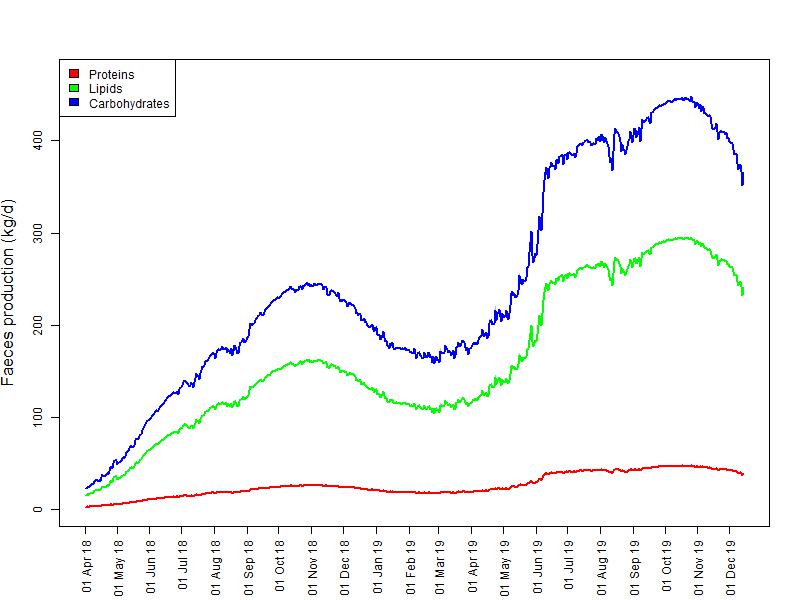 Proteins
Lipids
Carbohydrates
Faeces production (kg/d)
400
300
200
100
0
01 Apr 18
01 May 18
01 Jun 18
01 Jul 18
01 Aug 18
01 Sep 18
01 Oct 18
01 Nov 18
01 Dec 18
01 Jan 19
01 Feb 19
01 Mar 19
01 Apr 19
01 May 19
01 Jun 19
01 Jul 19
01 Aug 19
01 Sep 19
01 Oct 19
01 Nov 19
01 Dec 19